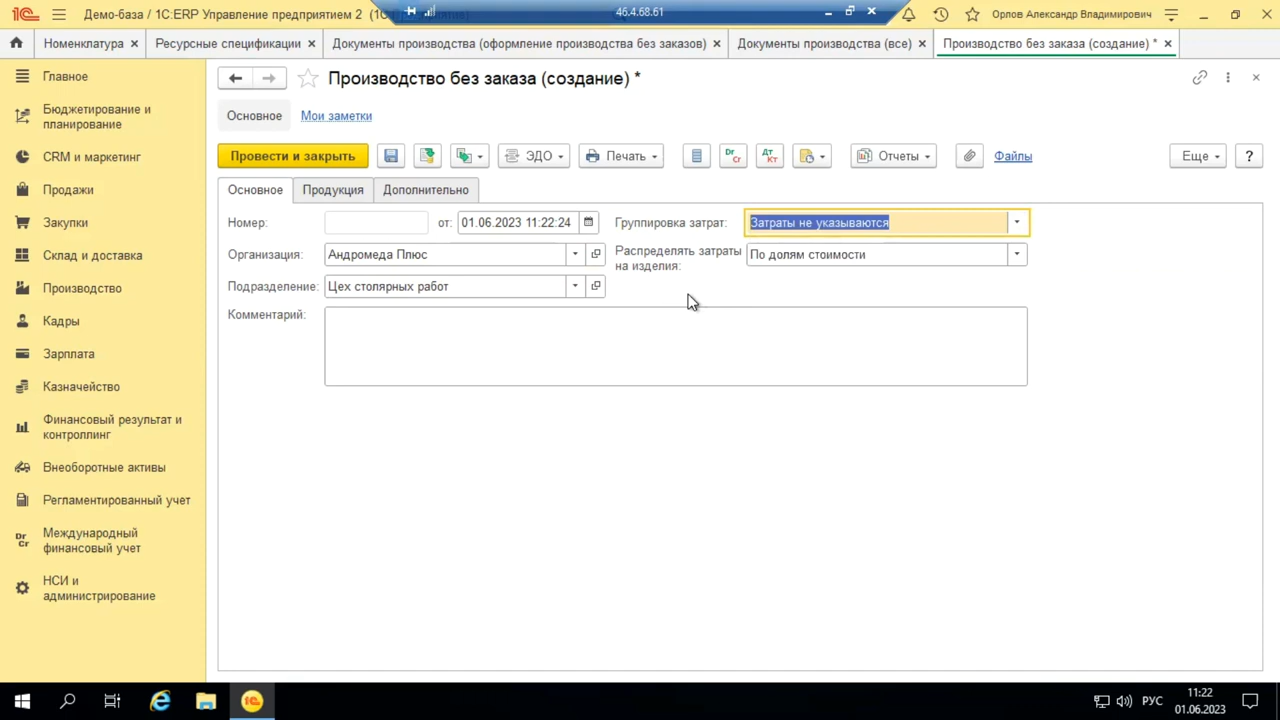 Демо-база / 1С:ERP Управление предприятием 2 (1С
46.4.68.61
Орлов Александр Владимирович
Номенклатура
Ресурсные спецификации
Документы производства (оформление производства без заказов)
Документы производства (все)
Производство без заказа (создание) *
Главное
Бюджетирование и
планирование
CRM и маркетинг
Продажи
Закупки
Склад и доставка
Производство
Кадры
Зарплата
Казначейство
Финансовый результат и
контроллинг
Внеоборотные активы
Регламентированный учет
Международный
финансовый учет
НСИ и
администрирование
Производство без заказа (создание) *
Основное
Мои заметки
Провести и закрыть
ЭДО
Печать
Отчеты
Файлы
Еще
?
Основное
Продукция
Дополнительно
Номер:
от:
01.06.2023 11:22:24
Группировка затрат:
Затраты не указываются
Организация:
Андромеда Плюс
Распределять затраты
на изделия:
По долям стоимости
Подразделение:
Цех столярных работ
Комментарий:
РУС
11:22
01.06.2023